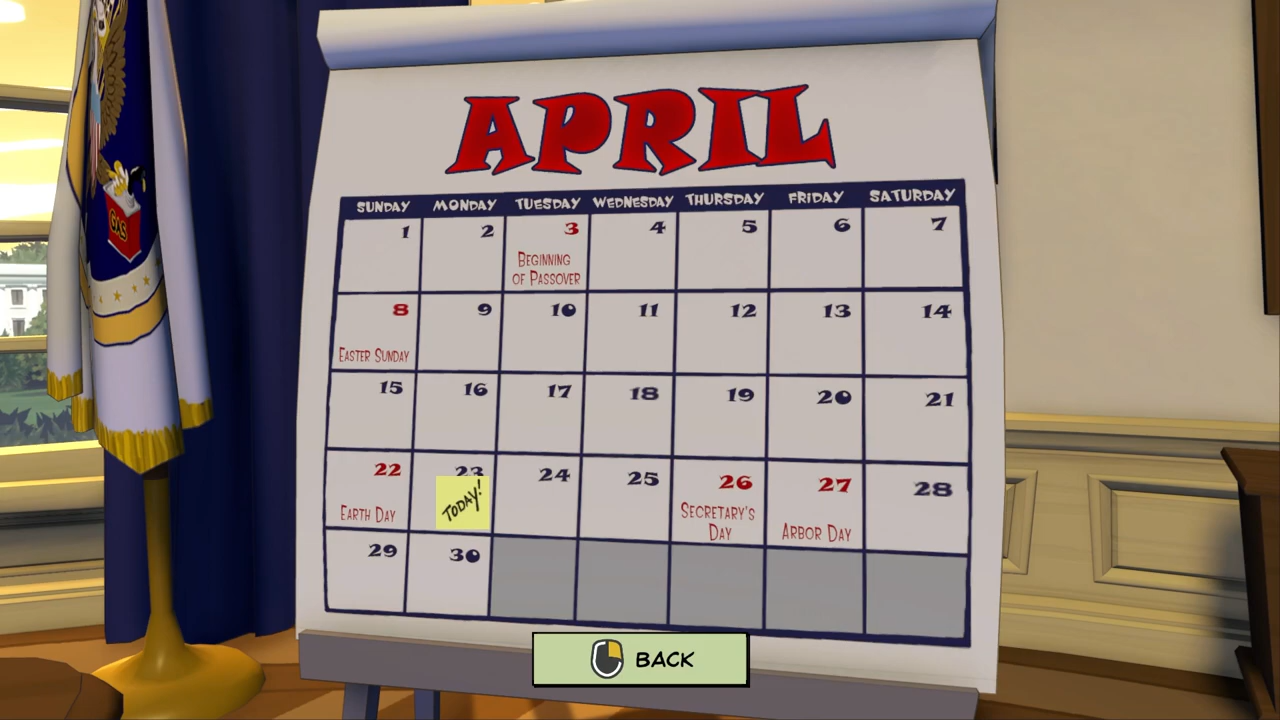 APRIL
SUNDAY MONDAY TUESDAY WEDNESDAY THURSDAY FRIDAY SATURDAY
1 2 3 4 5 6 7
BEGINNING
OF PASSOVER
8 9 10 11 12 13 14
EASTER SUNDAY
15 16 17 18 19 20 21
22 23 24 25 26 27 28
EARTH DAY TODAY! SECRETARY'S ARBOR DAY
DAY
29 30
GAS
BACK